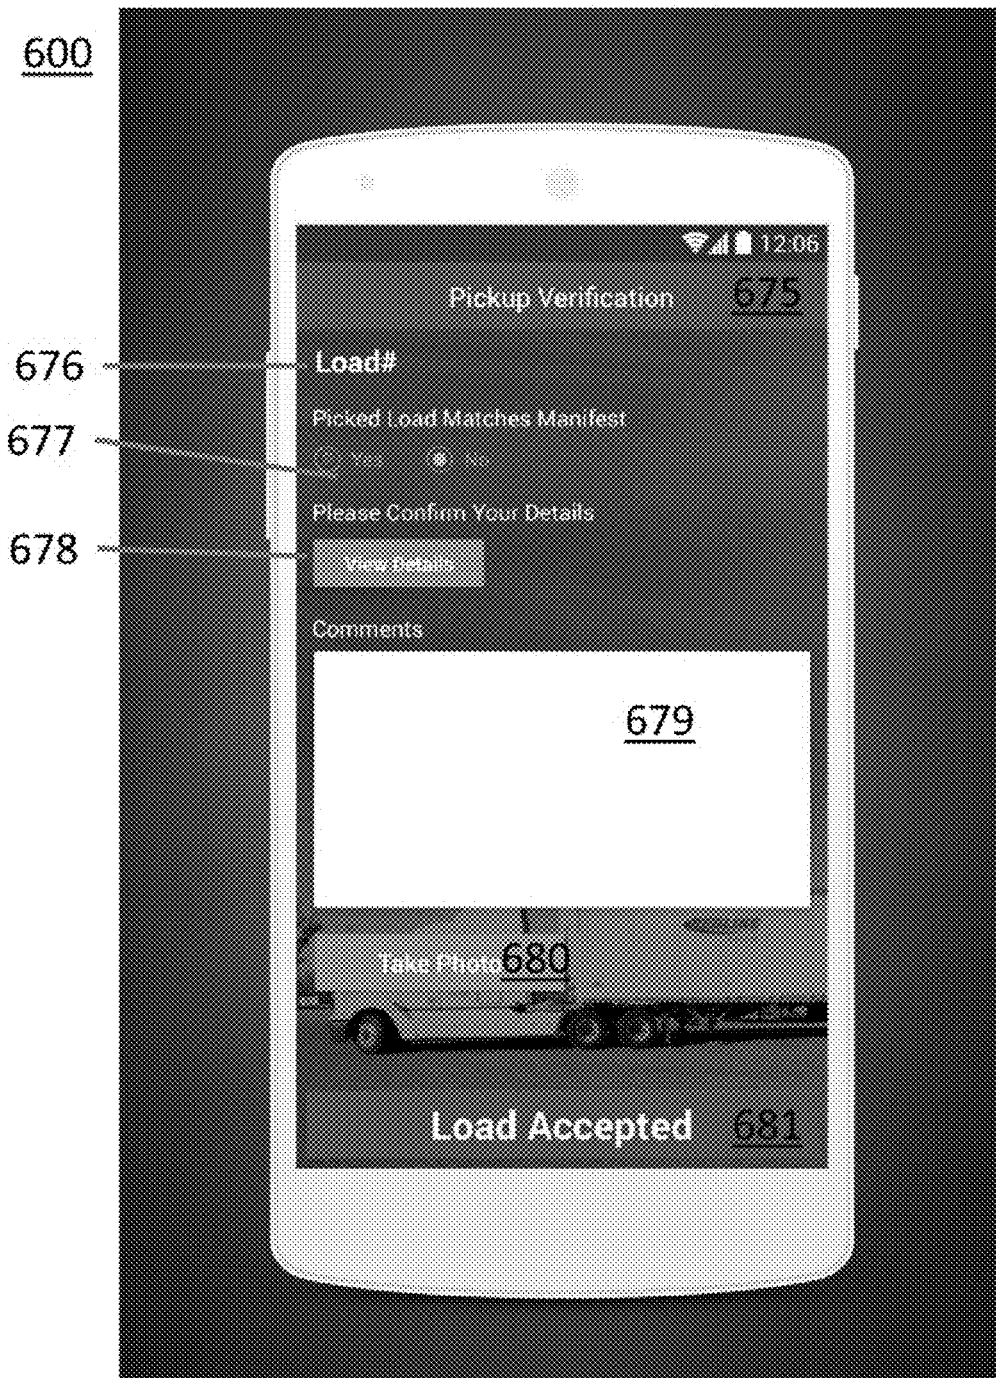 600
12:06
Pickup Verification 675
676 Load#
Picked Load Matches Manifest
677 Yes No
Please Confirm Your Details
678 View Details
Comments
679
Take Photo 680
Load Accepted 681